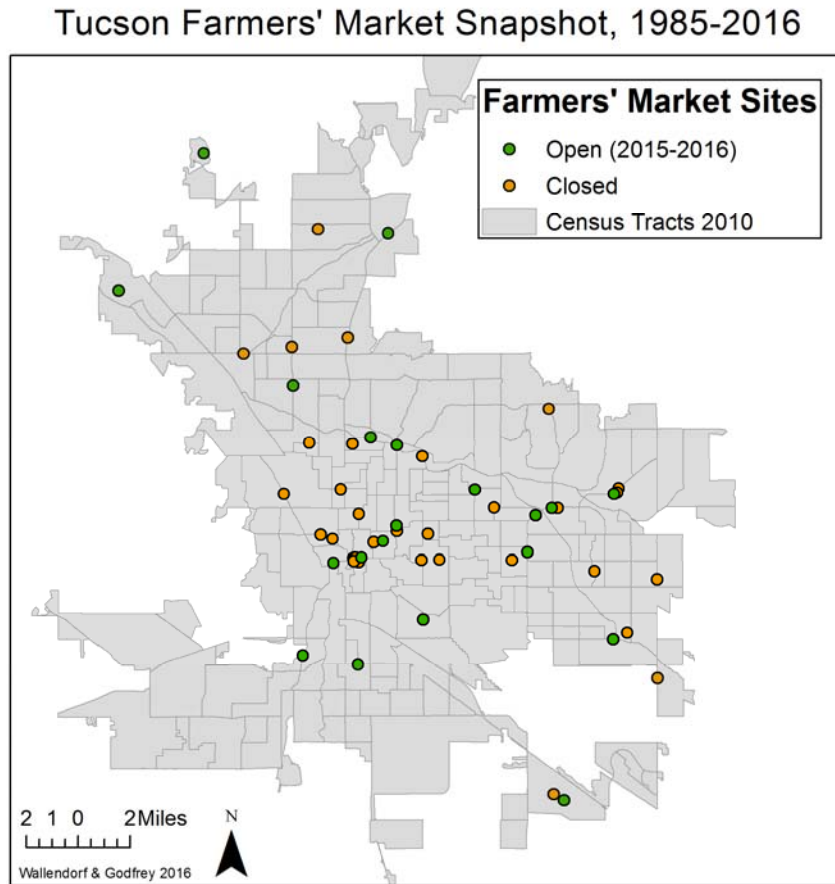 Tucson Farmers' Market Snapshot, 1985-2016
Farmers' Market Sites
Open (2015-2016)
Closed
Census Tracts 2010
2 1 0 2Miles
N
Wallendorf & Godfrey 2016